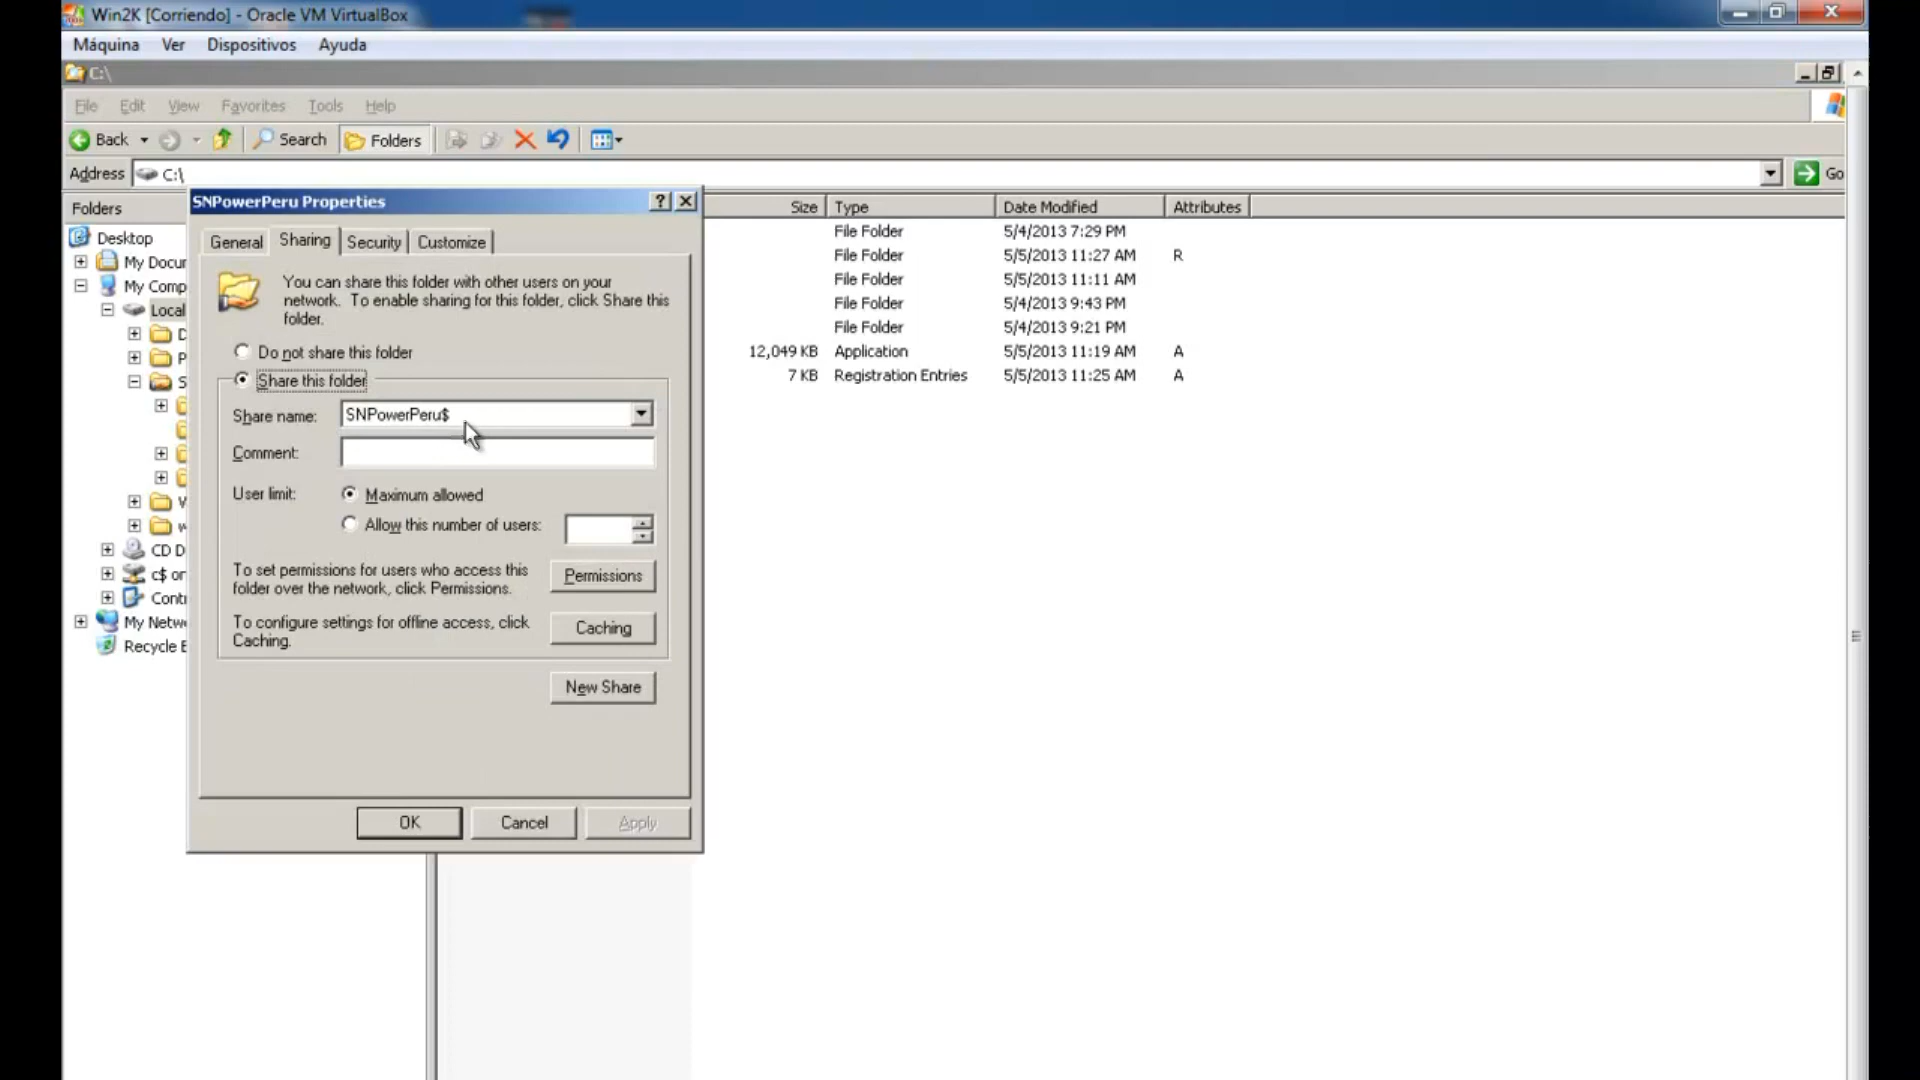 Win2K [Corriendo] - Oracle VM VirtualBox
Máquina Ver Dispositivos Ayuda
C:\
File Edit View Favorites Tools Help
Back Search Folders
Address C:\ Go
Folders
SNPowerPeru Properties
Size Type Date Modified Attributes
Desktop
General Sharing Security Customize
File Folder 5/4/2013 7:29 PM
My Docur
File Folder 5/5/2013 11:27 AM R
My Comp
You can share this folder with other users on your
network. To enable sharing for this folder, click Share this
folder.
File Folder 5/5/2013 11:11 AM
Local
File Folder 5/4/2013 9:43 PM
File Folder 5/4/2013 9:21 PM
Do not share this folder
12,049 KB Application 5/5/2013 11:19 AM A
Share this folder
7 KB Registration Entries 5/5/2013 11:25 AM A
Share name: SNPowerPeru$
Comment:
User limit: Maximum allowed
Allow this number of users:
CD D
c$ or
Contr
My Netw
Recycle B
To set permissions for users who access this
folder over the network, click Permissions.
Permissions
To configure settings for offline access, click
Caching.
Caching
New Share
OK Cancel Apply